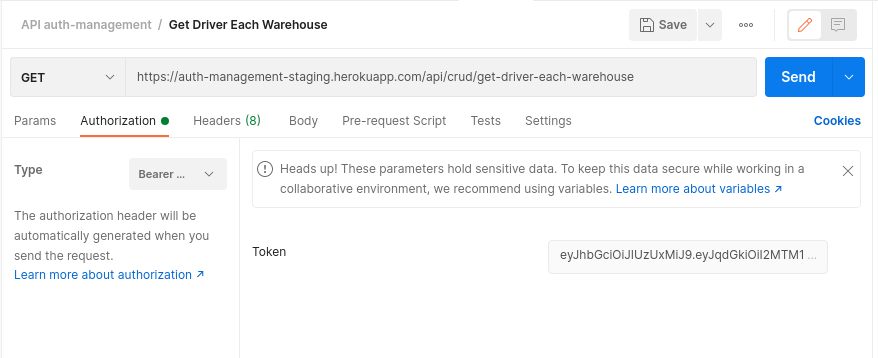 API auth-management / Get Driver Each Warehouse
Save
GET
https://auth-management-staging.herokuapp.com/api/crud/get-driver-each-warehouse
Send
Params Authorization Headers (8) Body Pre-request Script Tests Settings Cookies
Type
Bearer ...
The authorization header will be
automatically generated when you
send the request.
Learn more about authorization ↗
Heads up! These parameters hold sensitive data. To keep this data secure while working in a
collaborative environment, we recommend using variables. Learn more about variables ↗
Token
eyJhbGciOiJIUzUxMiJ9.eyJqdGkiOiI2MTM1 ...